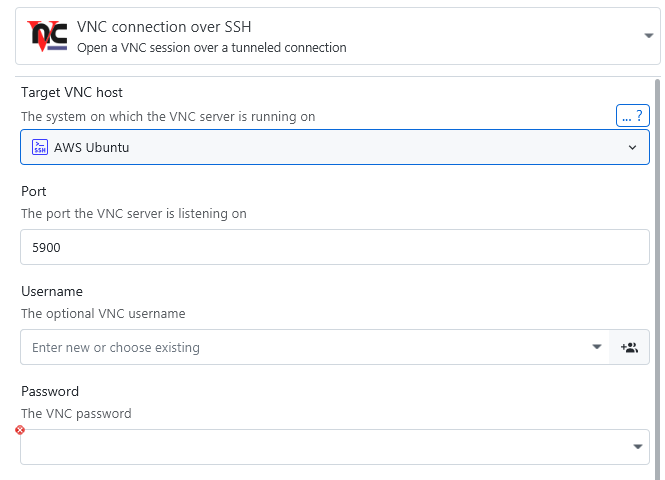 VNC
VNC connection over SSH
Open a VNC session over a tunneled connection
Target VNC host
The system on which the VNC server is running on
... ?
SSH
AWS Ubuntu
Port
The port the VNC server is listening on
5900
Username
The optional VNC username
Enter new or choose existing
Password
The VNC password